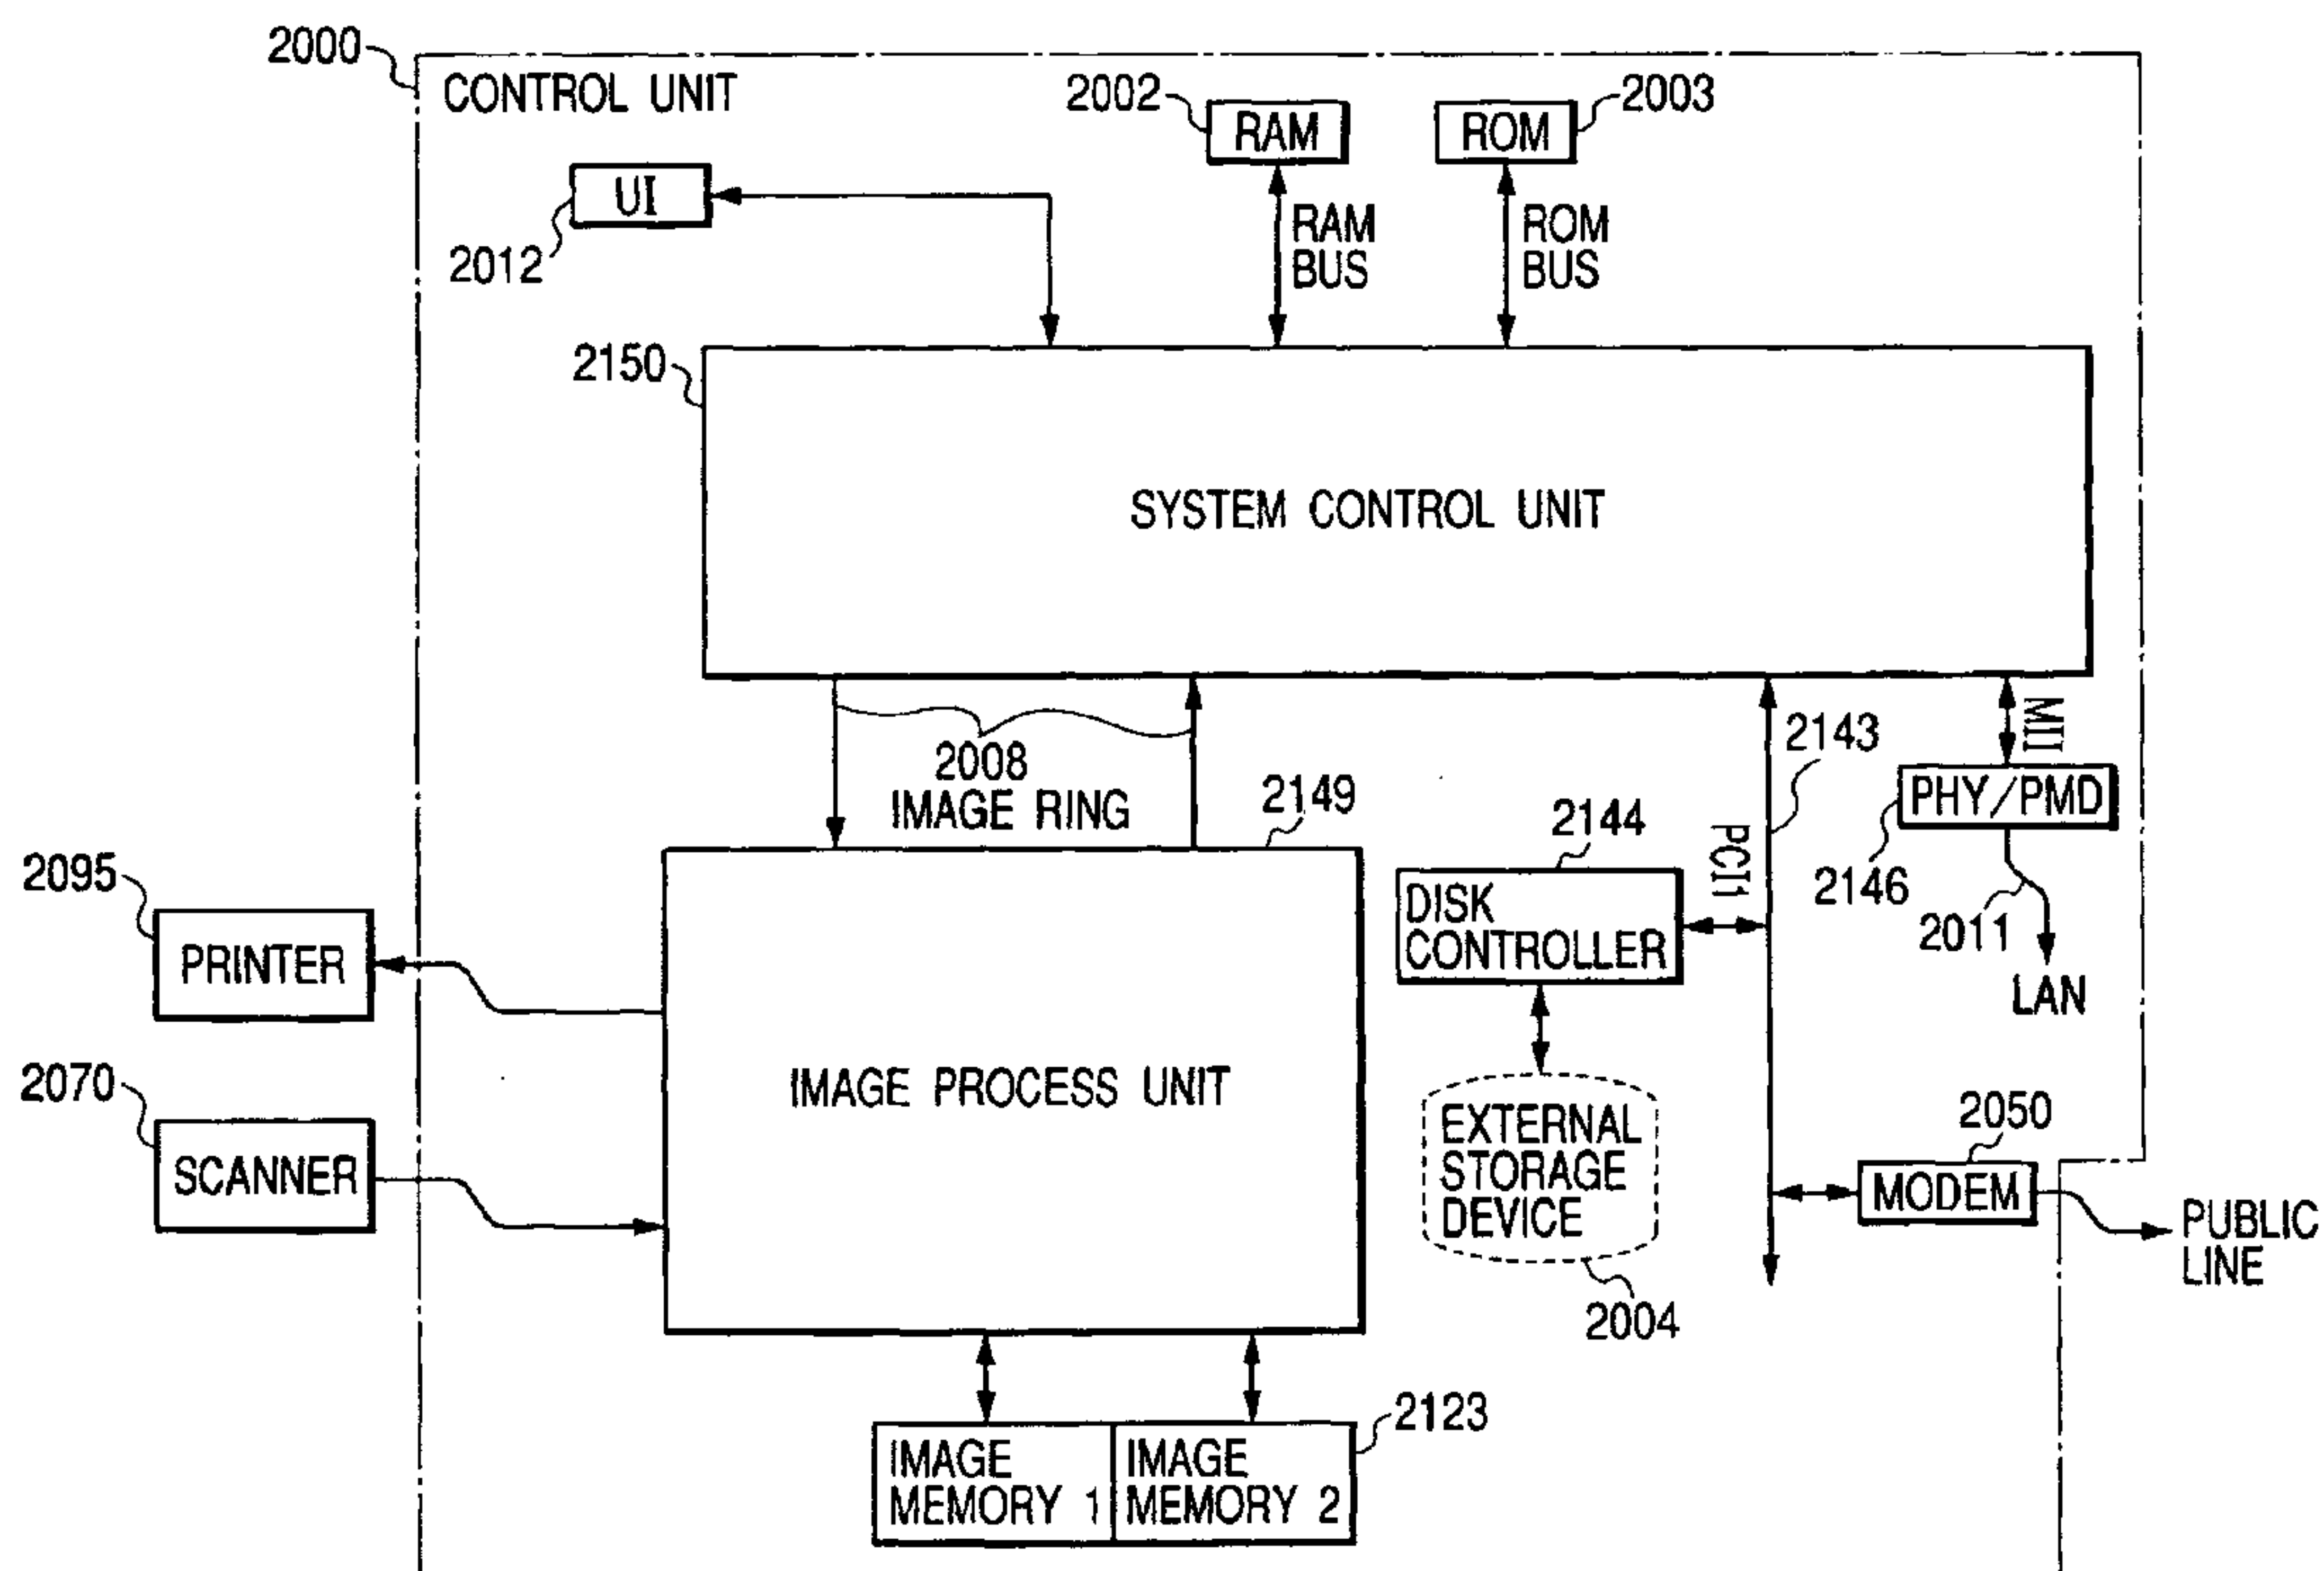 2000
CONTROL UNIT
2002
RAM
ROM
2003
UI
2012
RAM
BUS
ROM
BUS
2150
SYSTEM CONTROL UNIT
2008
IMAGE RING
2149
2143
MII
PHY/PMD
2146
2011
LAN
PCI1
2144
DISK
CONTROLLER
2095
PRINTER
2070
SCANNER
IMAGE PROCESS UNIT
EXTERNAL
STORAGE
DEVICE
2004
2050
MODEM
PUBLIC
LINE
2123
IMAGE
MEMORY 1
IMAGE
MEMORY 2